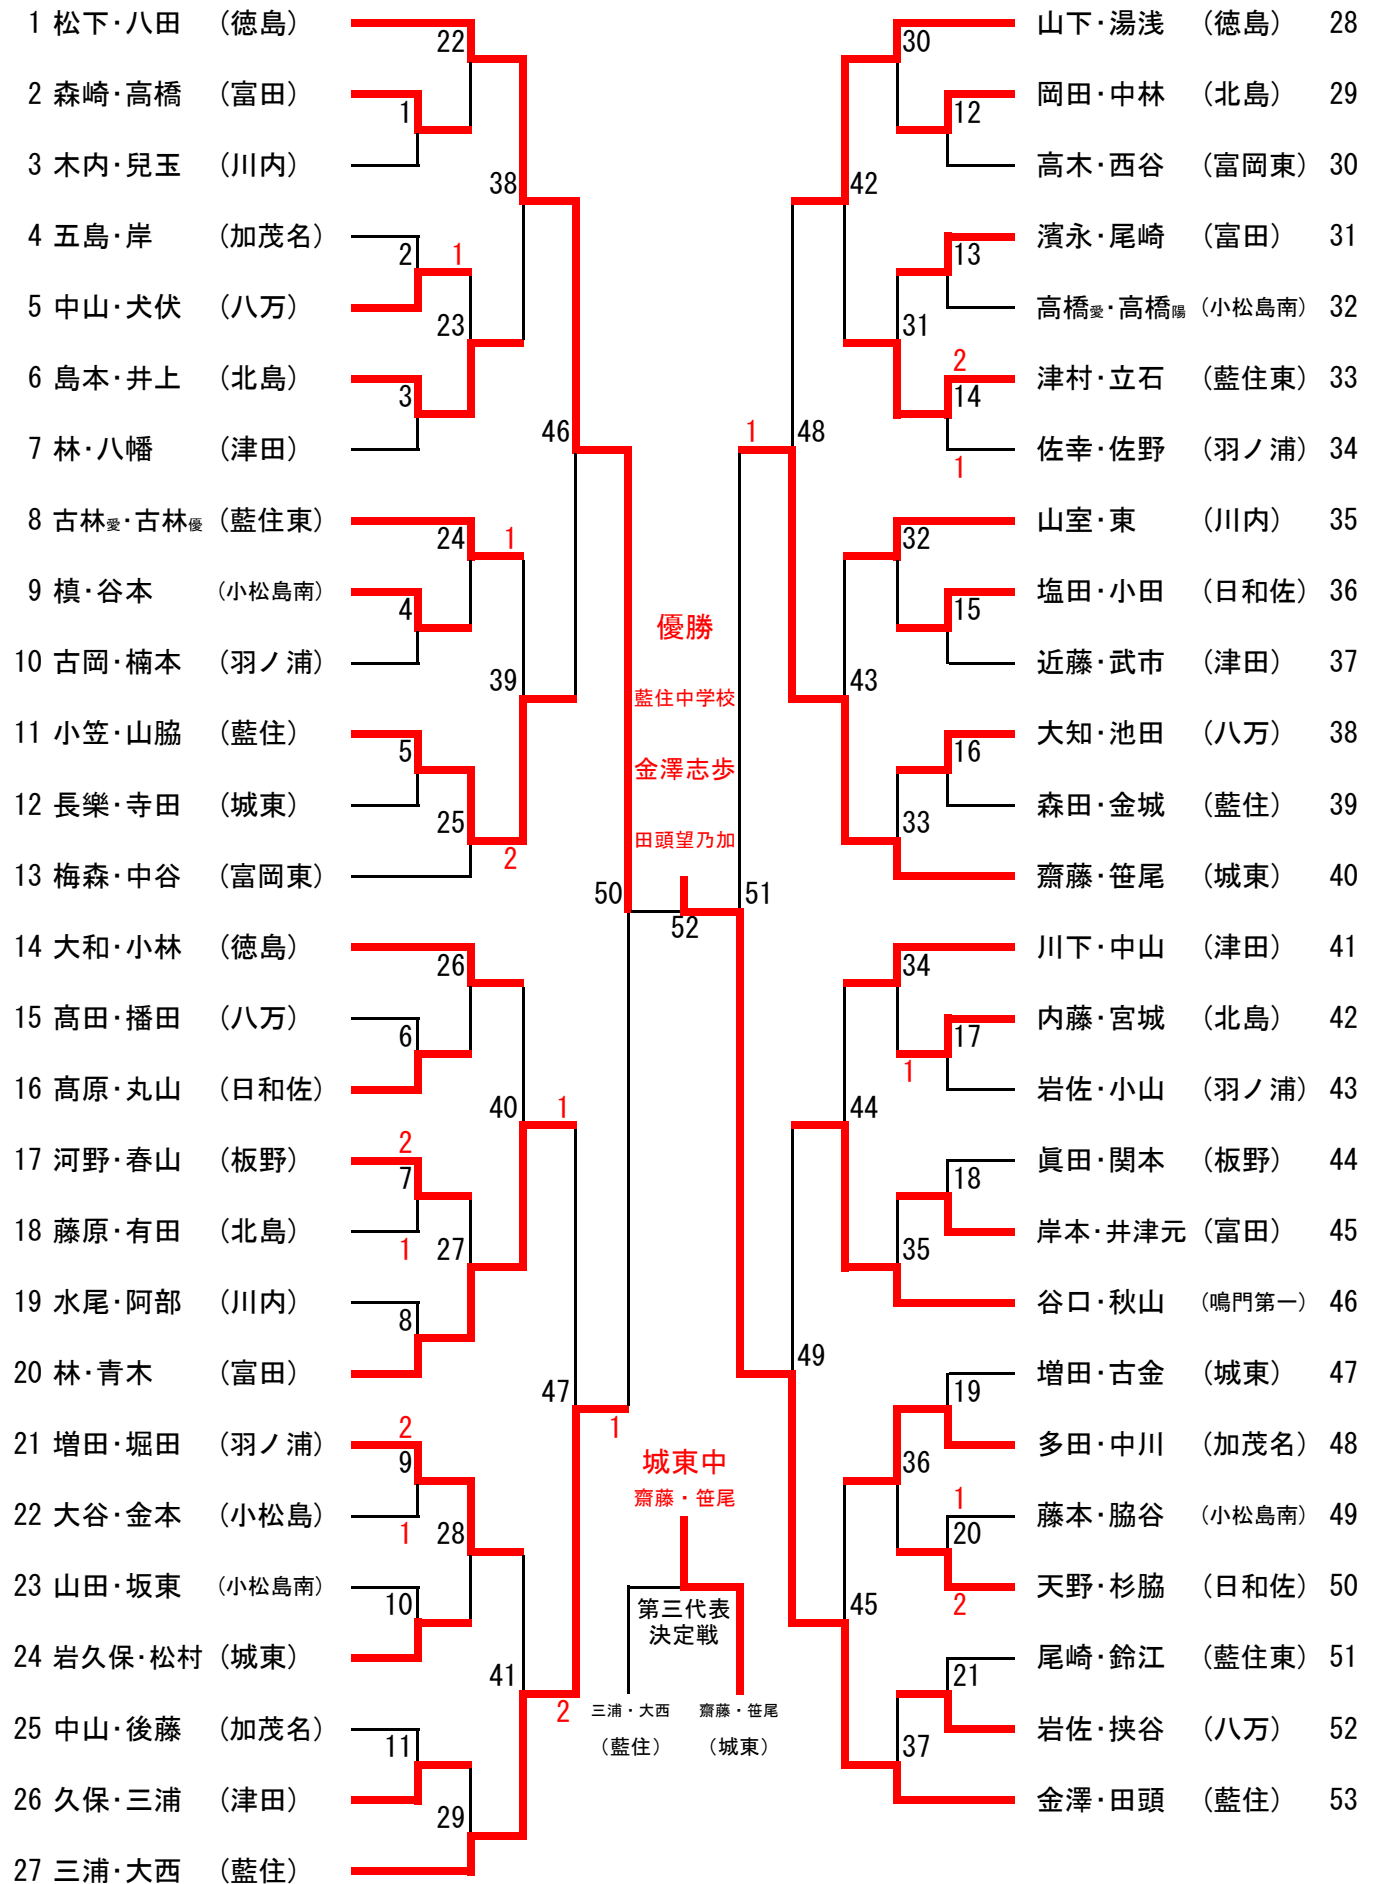 1 松下・八田 (徳島)
2 森崎・高橋 (富田)
3 木内・兒玉 (川内)
4 五島・岸 (加茂名)
5 中山・犬伏 (八万)
6 島本・井上 (北島)
7 林・八幡 (津田)
8 古林愛・古林優 (藍住東)
9 槙・谷本 (小松島南)
10 古岡・楠本 (羽ノ浦)
11 小笠・山脇 (藍住)
12 長樂・寺田 (城東)
13 梅森・中谷 (富岡東)
14 大和・小林 (徳島)
15 髙田・播田 (八万)
16 髙原・丸山 (日和佐)
17 河野・春山 (板野)
18 藤原・有田 (北島)
19 水尾・阿部 (川内)
20 林・青木 (富田)
21 増田・堀田 (羽ノ浦)
22 大谷・金本 (小松島)
23 山田・坂東 (小松島南)
24 岩久保・松村 (城東)
25 中山・後藤 (加茂名)
26 久保・三浦 (津田)
27 三浦・大西 (藍住)
22
1
2
1
23
3
24
1
4
5
25
2
26
6
2
7
1
27
8
2
9
1
28
10
11
29
38
39
40
1
41
2
46
47
1
50
優勝
藍住中学校
金澤志歩
田頭望乃加
52
城東中
齋藤・笹尾
第三代表
決定戦
三浦・大西
(藍住)
齋藤・笹尾
(城東)
51
1
48
49
42
43
44
45
30
12
13
31
2
14
1
32
15
16
33
34
17
1
18
35
19
36
1
20
2
21
37
山下・湯浅 (徳島) 28
岡田・中林 (北島) 29
高木・西谷 (富岡東) 30
濱永・尾崎 (富田) 31
高橋愛・高橋陽 (小松島南) 32
津村・立石 (藍住東) 33
佐幸・佐野 (羽ノ浦) 34
山室・東 (川内) 35
塩田・小田 (日和佐) 36
近藤・武市 (津田) 37
大知・池田 (八万) 38
森田・金城 (藍住) 39
齋藤・笹尾 (城東) 40
川下・中山 (津田) 41
内藤・宮城 (北島) 42
岩佐・小山 (羽ノ浦) 43
眞田・関本 (板野) 44
岸本・井津元 (富田) 45
谷口・秋山 (鳴門第一) 46
増田・古金 (城東) 47
多田・中川 (加茂名) 48
藤本・脇谷 (小松島南) 49
天野・杉脇 (日和佐) 50
尾崎・鈴江 (藍住東) 51
岩佐・挾谷 (八万) 52
金澤・田頭 (藍住) 53